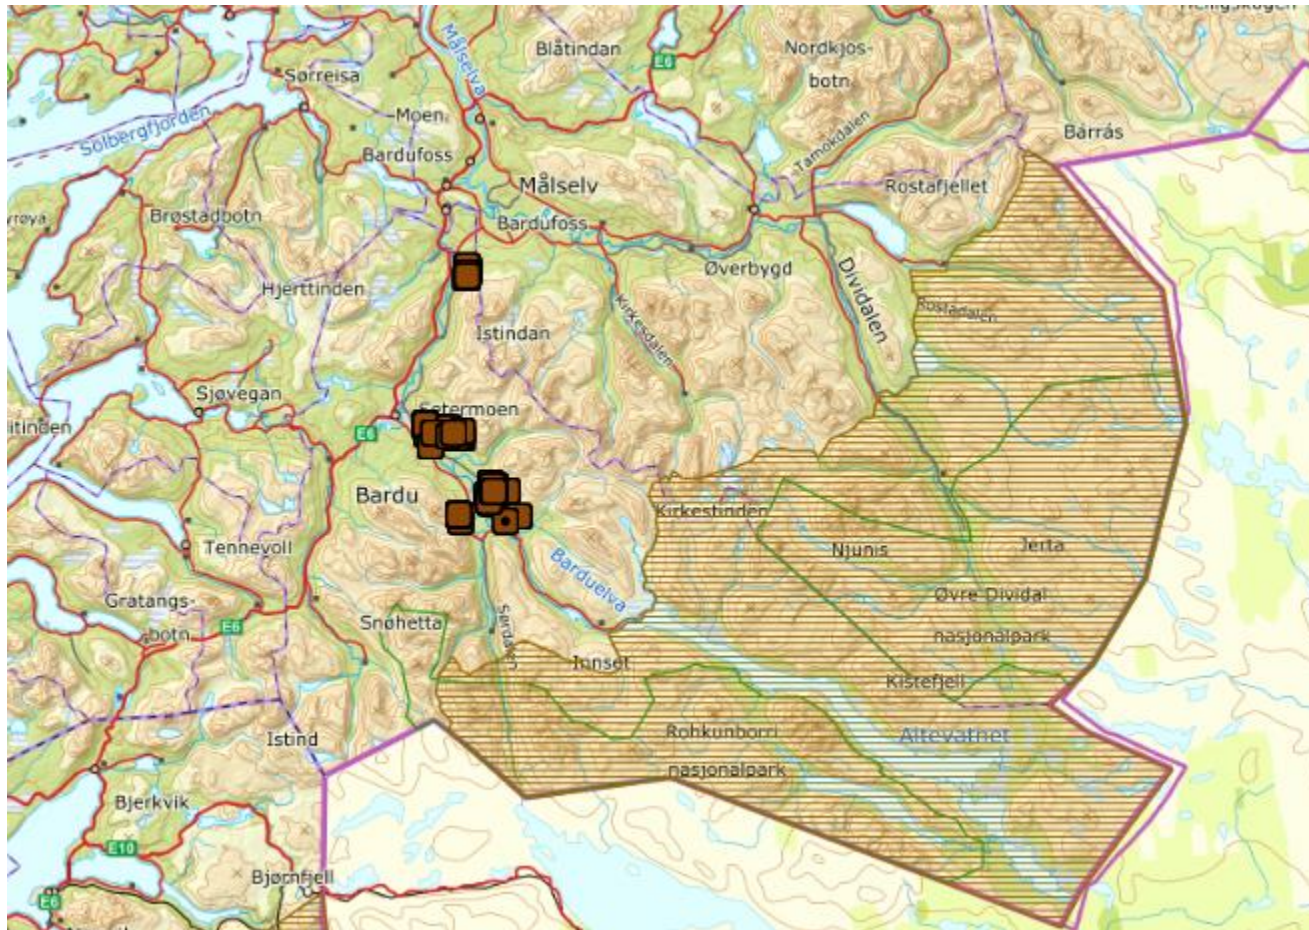 Målselva
Blåtindan
Nordkjos-
botn
E6
Sørreisa
Moen
Solbergfjorden
Tamokdalen
Bárrás
Bardufoss
Målselv
Rostafjellet
Brøstadbotn
Bardufoss
Øverbygd
Dividalen
Hjerttinden
Istindan
Kirkesdalen
Rostadalen
Sjøvegan
Setermoen
E6
Bardu
Kirkestinden
Tennevoll
Njunis
Jerta
Barduelva
Gratangs-
botn
E6
Snøhetta
Sørdalen
Øvre Dividal
nasjonalpark
Innset
Kistefjell
Istind
Rohkunborri
nasjonalpark
Altevatnet
Bjerkvik
E10
Bjørnfjell
E6